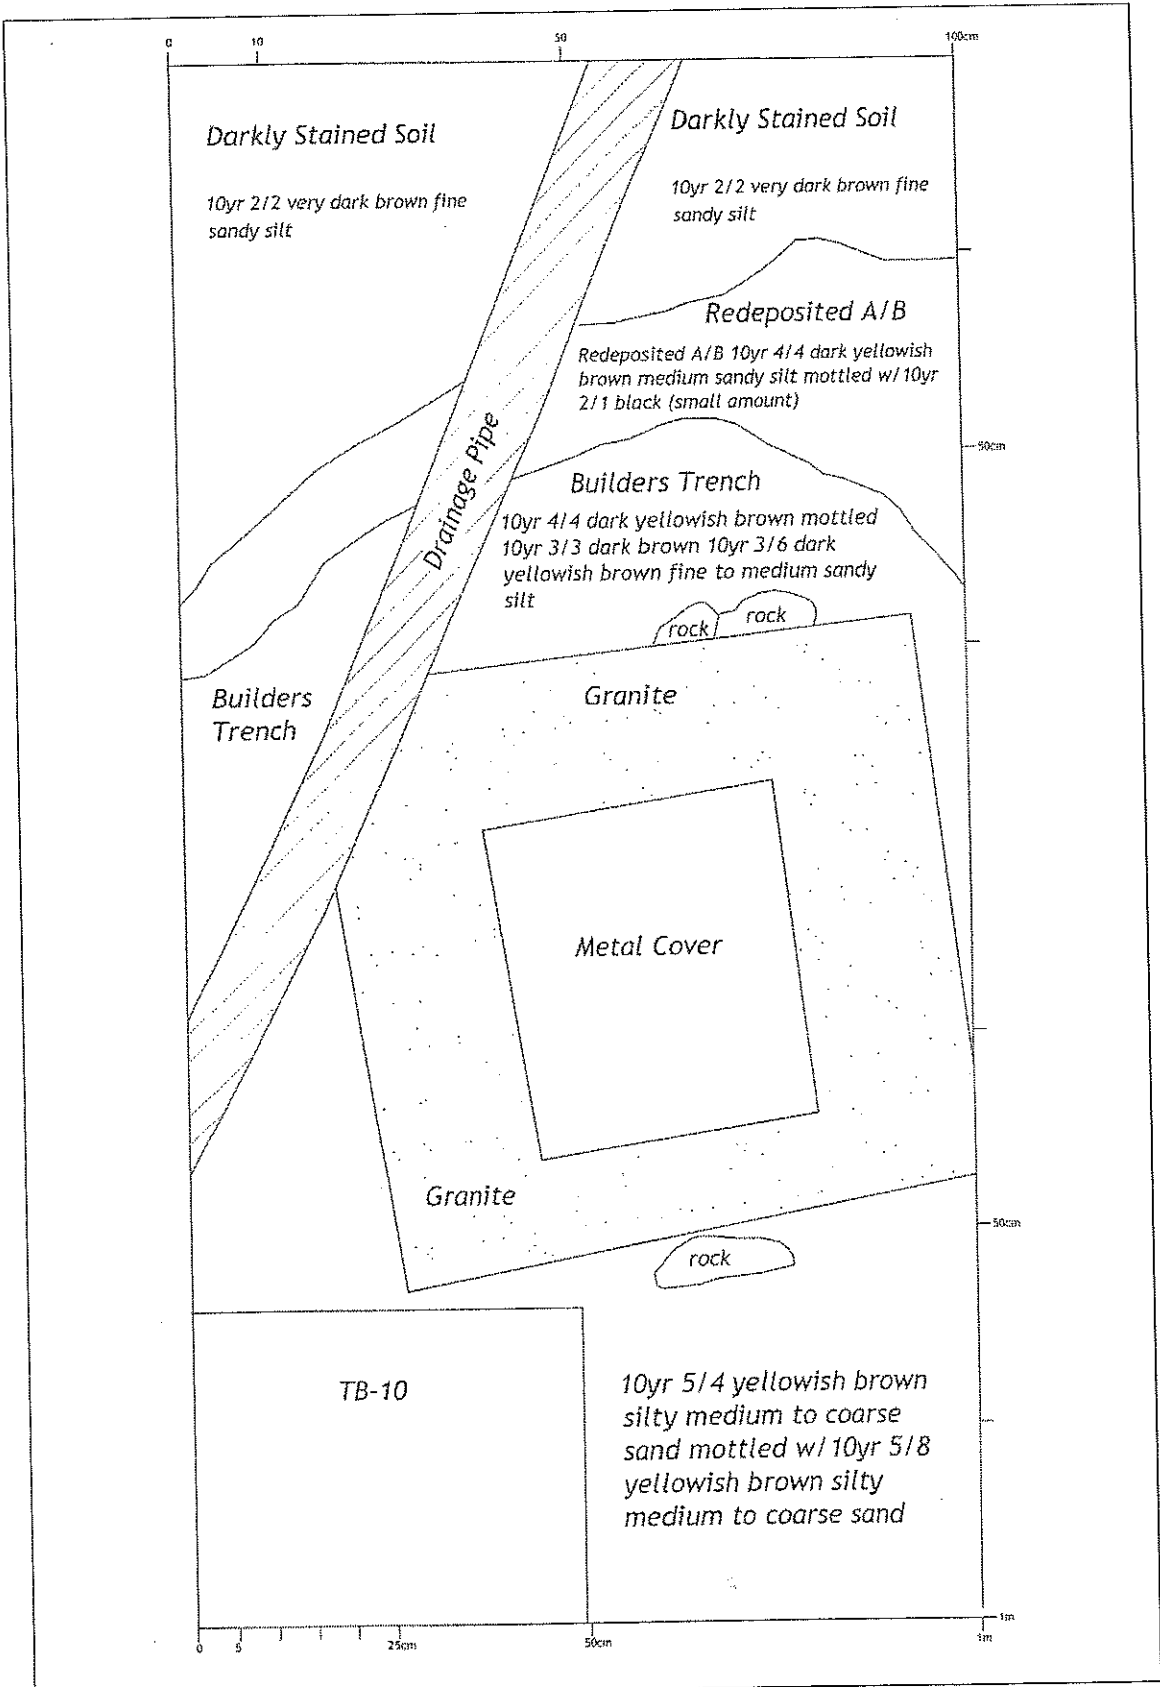 0 10 50 100cm
Darkly Stained Soil
10yr 2/2 very dark brown fine
sandy silt
Darkly Stained Soil
10yr 2/2 very dark brown fine
sandy silt
Redeposited A/B
Redeposited A/B 10yr 4/4 dark yellowish
brown medium sandy silt mottled w/10yr
2/1 black (small amount)
50cm
Drainage Pipe
Builders Trench
10yr 4/4 dark yellowish brown mottled
10yr 3/3 dark brown 10yr 3/6 dark
yellowish brown fine to medium sandy
silt
rock
rock
Builders
Trench
Granite
Metal Cover
Granite
50cm
rock
TB-10
10yr 5/4 yellowish brown
silty medium to coarse
sand mottled w/10yr 5/8
yellowish brown silty
medium to coarse sand
1m
0 5 25cm 50cm 1m